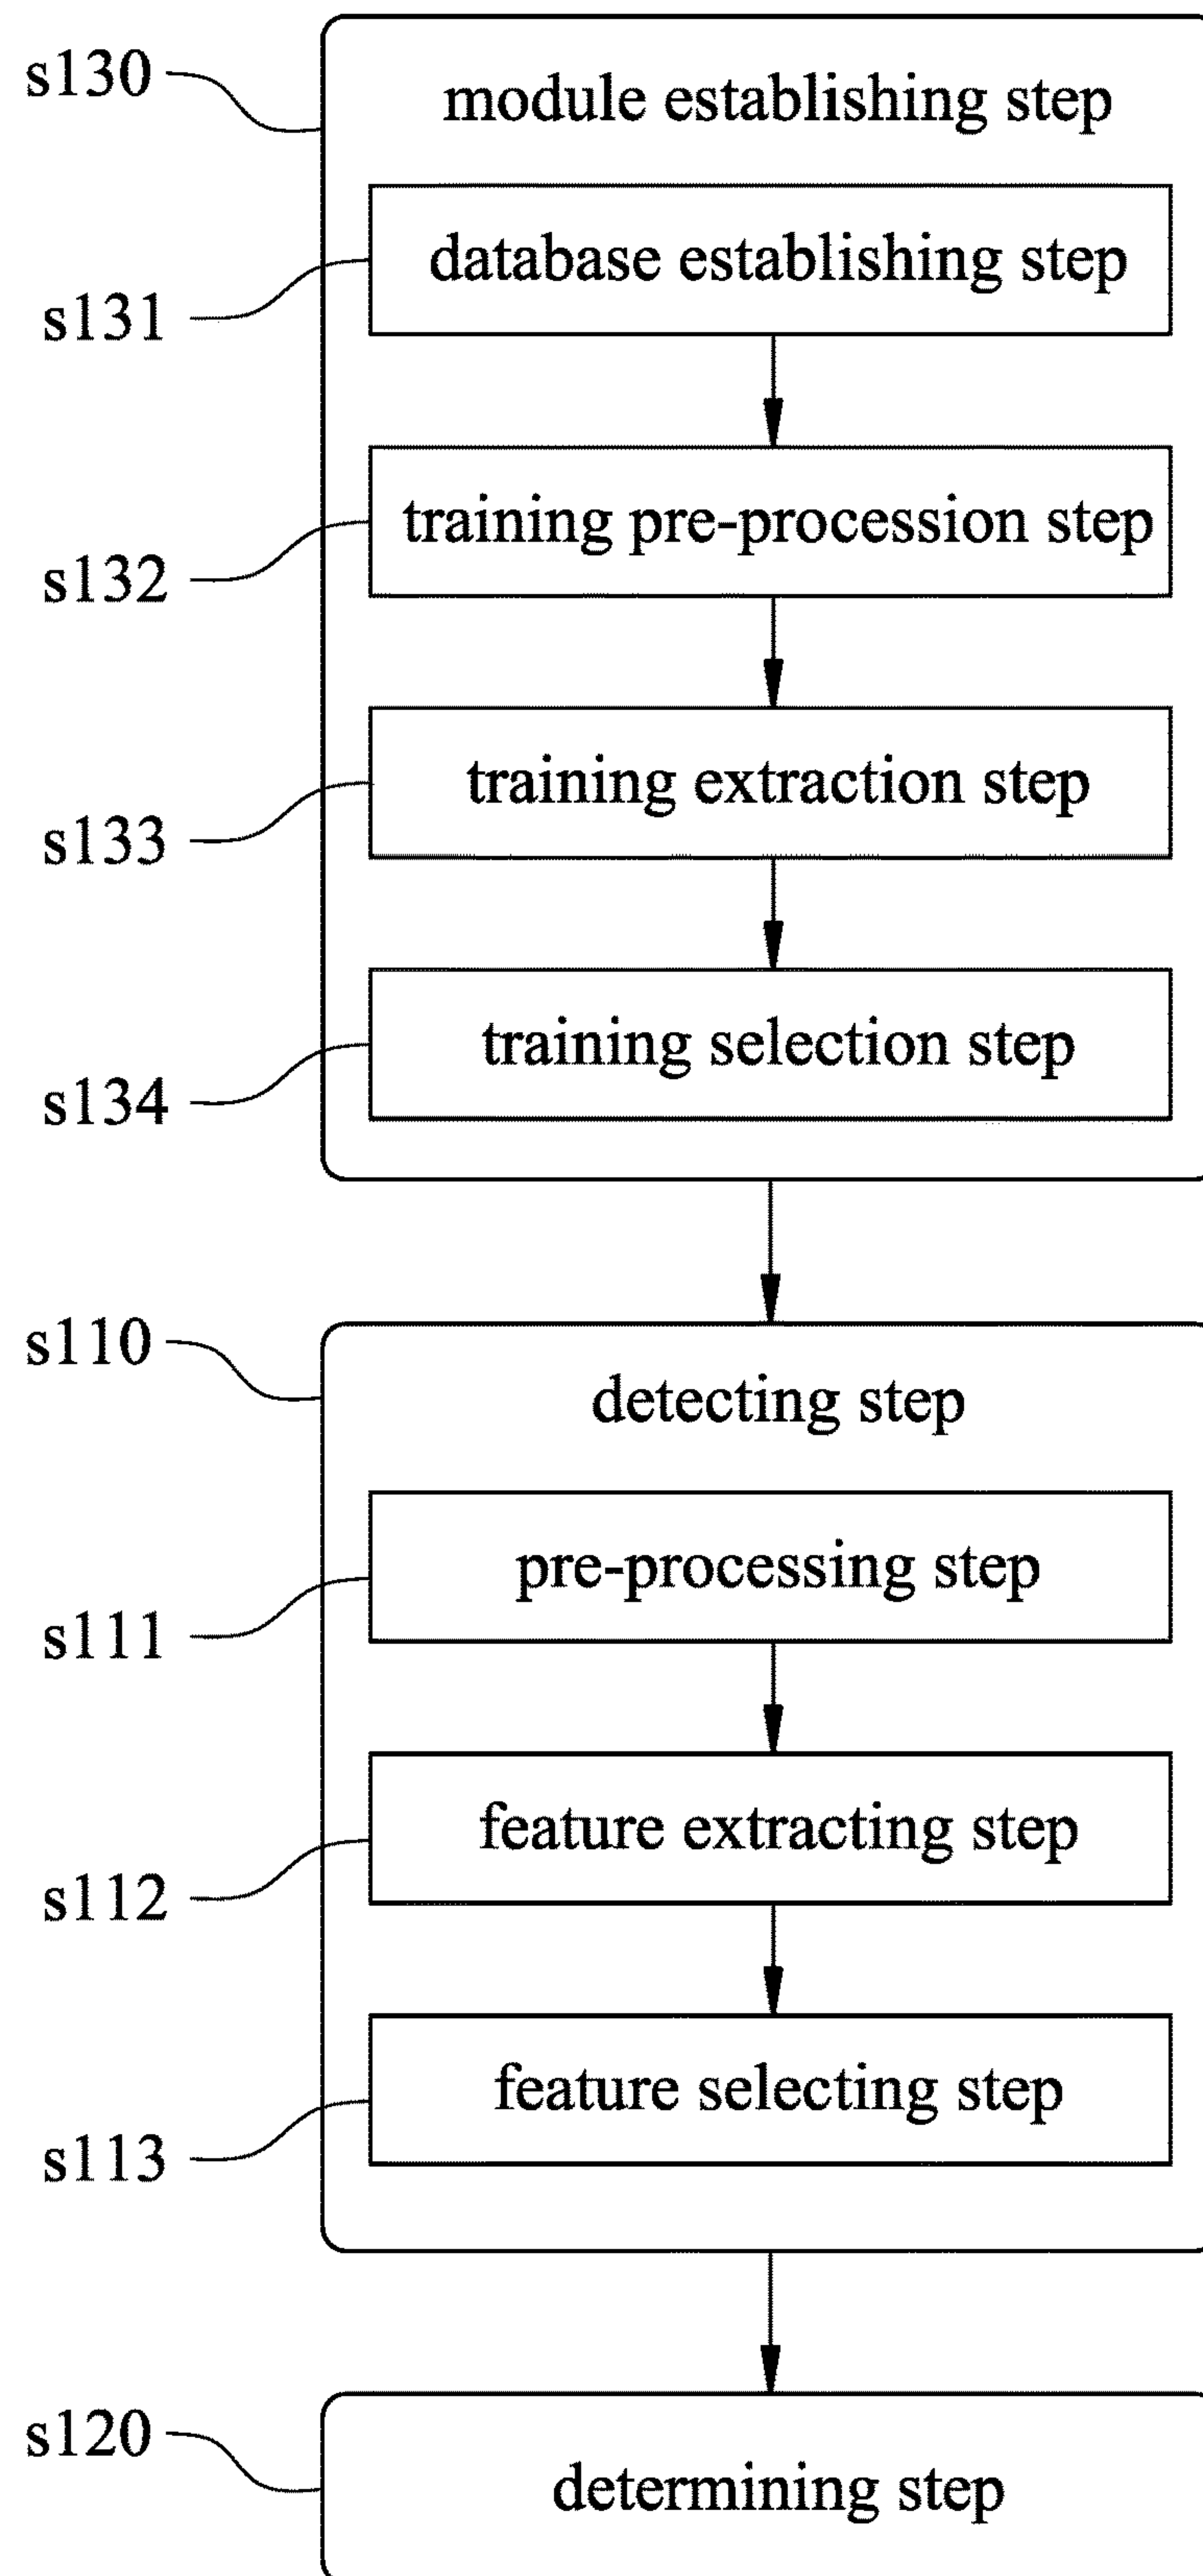 s130
module establishing step
s131
database establishing step
s132
training pre-procession step
s133
training extraction step
s134
training selection step
s110
detecting step
s111
pre-processing step
s112
feature extracting step
s113
feature selecting step
s120
determining step